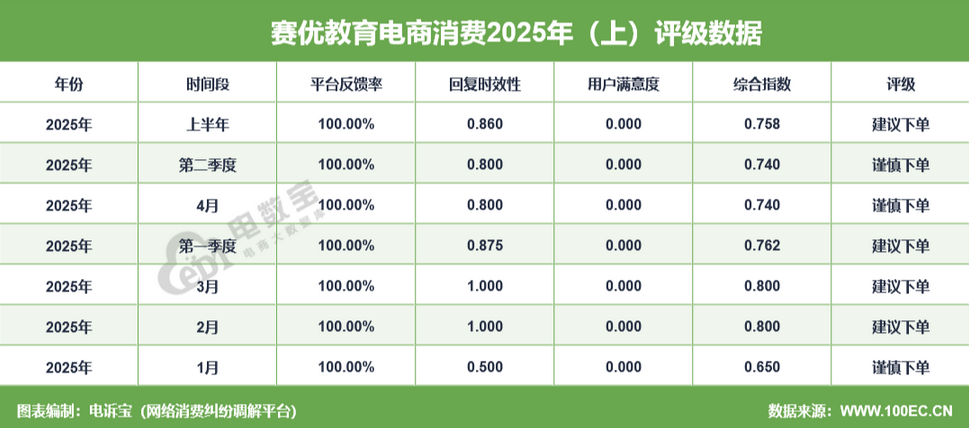 赛优教育电商消费2025年（上）评级数据
年份 时间段 平台反馈率 回复时效性 用户满意度 综合指数 评级
2025年 上半年 100.00% 0.860 0.000 0.758 建议下单
2025年 第二季度 100.00% 0.800 0.000 0.740 谨慎下单
2025年 4月 100.00% 0.800 0.000 0.740 谨慎下单
2025年 第一季度 100.00% 0.875 0.000 0.762 建议下单
2025年 3月 100.00% 1.000 0.000 0.800 建议下单
2025年 2月 100.00% 1.000 0.000 0.800 建议下单
2025年 1月 100.00% 0.500 0.000 0.650 谨慎下单
电数宝
电商大数据库
eDT
图表编制：电诉宝（网络消费纠纷调解平台） 数据来源：WWW.100EC.CN